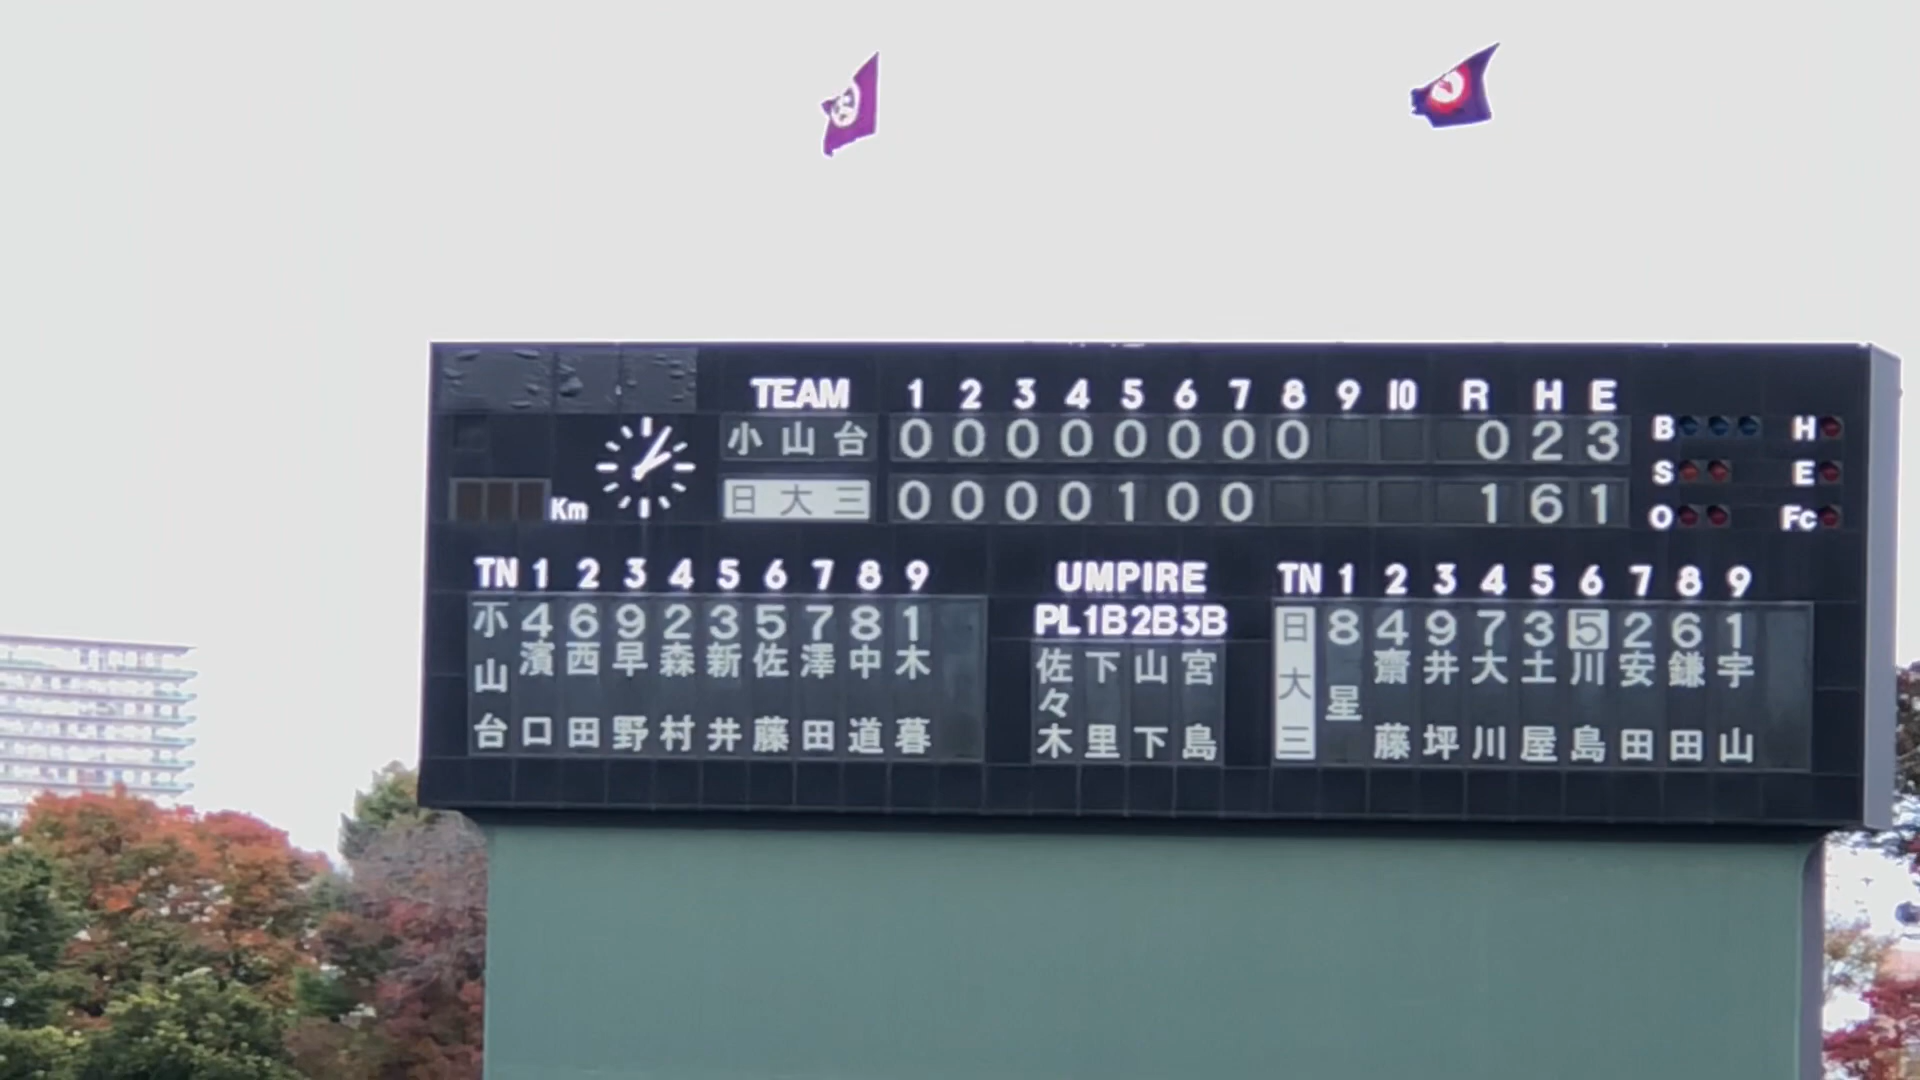 TEAM 1 2 3 4 5 6 7 8 9 10 R H E
小山台 0 0 0 0 0 0 0 0 0 2 3
日大三 0 0 0 0 1 0 0 1 6 1
B H
S E
O Fc
Km
TN 1 2 3 4 5 6 7 8 9
小山台
4 濱口
6 西田
9 早野
2 森村
3 新井
5 佐藤
7 澤田
8 中道
1 木暮
UMPIRE
PL 1B 2B 3B
佐々木
下里
山下
宮島
TN 1 2 3 4 5 6 7 8 9
日大三
8 星
4 齋藤
9 井坪
7 大川
3 土屋
5 川島
2 安田
6 鎌田
1 宇山